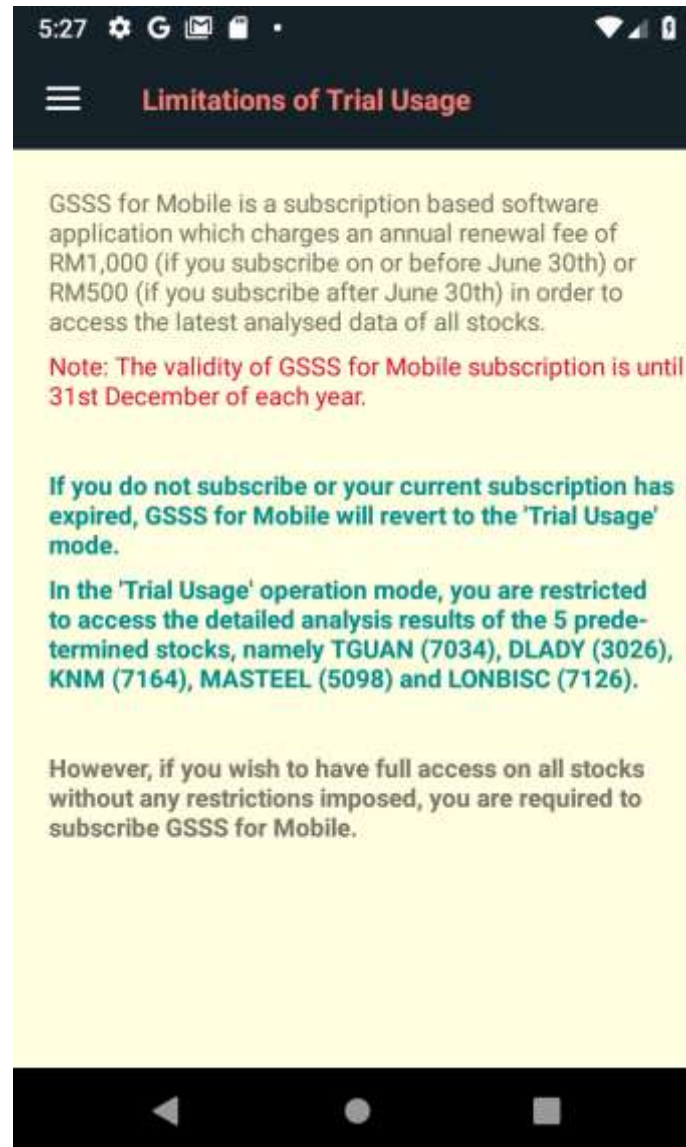 5:27
Limitations of Trial Usage
GSSS for Mobile is a subscription based software
application which charges an annual renewal fee of
RM1,000 (if you subscribe on or before June 30th) or
RM500 (if you subscribe after June 30th) in order to
access the latest analysed data of all stocks.
Note: The validity of GSSS for Mobile subscription is until
31st December of each year.
If you do not subscribe or your current subscription has
expired, GSSS for Mobile will revert to the 'Trial Usage'
mode.
In the 'Trial Usage' operation mode, you are restricted
to access the detailed analysis results of the 5 prede-
termined stocks, namely TGUAN (7034), DLADY (3026),
KNM (7164), MASTEEL (5098) and LONBISC (7126).
However, if you wish to have full access on all stocks
without any restrictions imposed, you are required to
subscribe GSSS for Mobile.